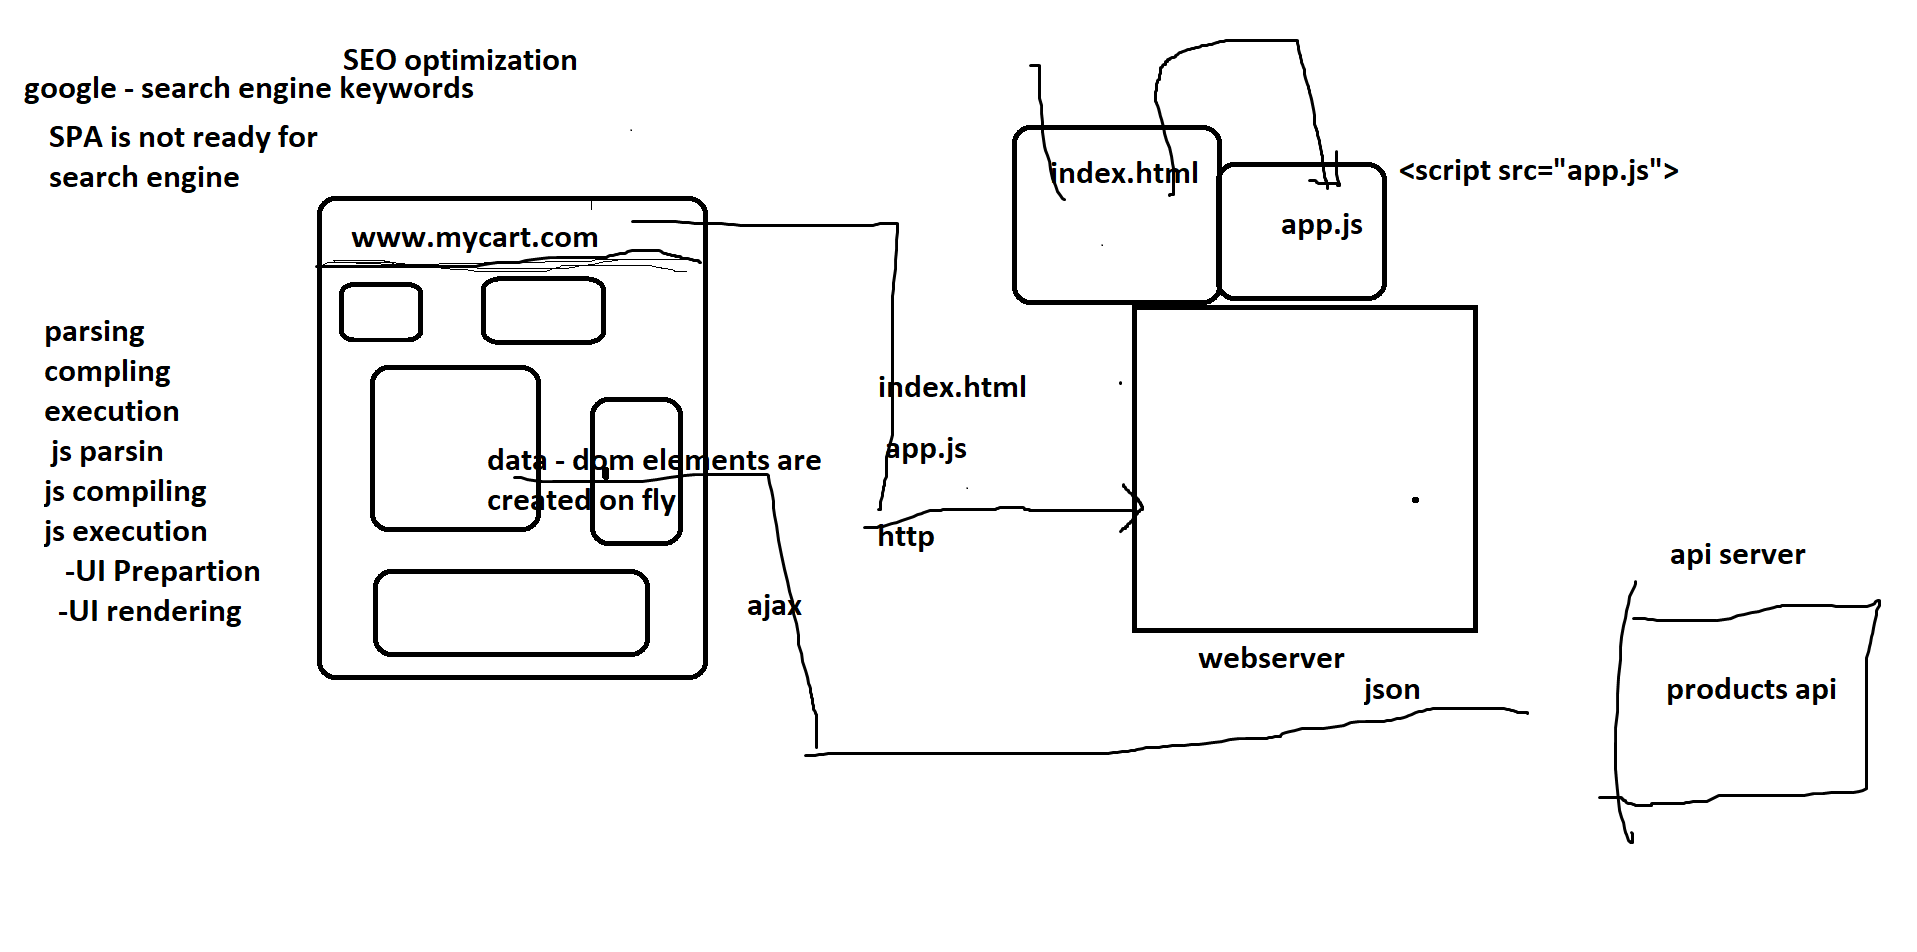 SEO optimization
google - search engine keywords
SPA is not ready for
search engine
www.mycart.com
parsing
compling
execution
js parsin
js compiling
js execution
-UI Prepartion
-UI rendering
data - dom elements are
created on fly
ajax
index.html
app.js
http
index.html
app.js
<script src="app.js">
webserver
json
api server
products api